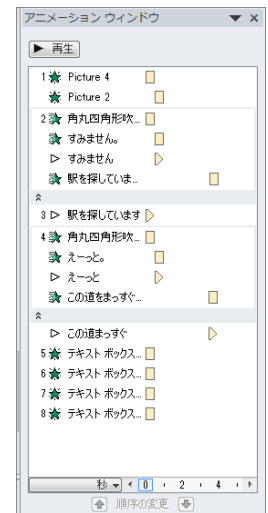 アニメーション ウィンドウ
再生
1 Picture 4
Picture 2
2 角丸四角形吹...
すみません。
すみません
駅を探していま...
3 駅を探しています
4 角丸四角形吹...
えーっと。
えーっと
この道をまっすぐ...
この道まっすぐ
5 テキスト ボックス...
6 テキスト ボックス...
7 テキスト ボックス...
8 テキスト ボックス...
秒 0 2 4
順序の変更